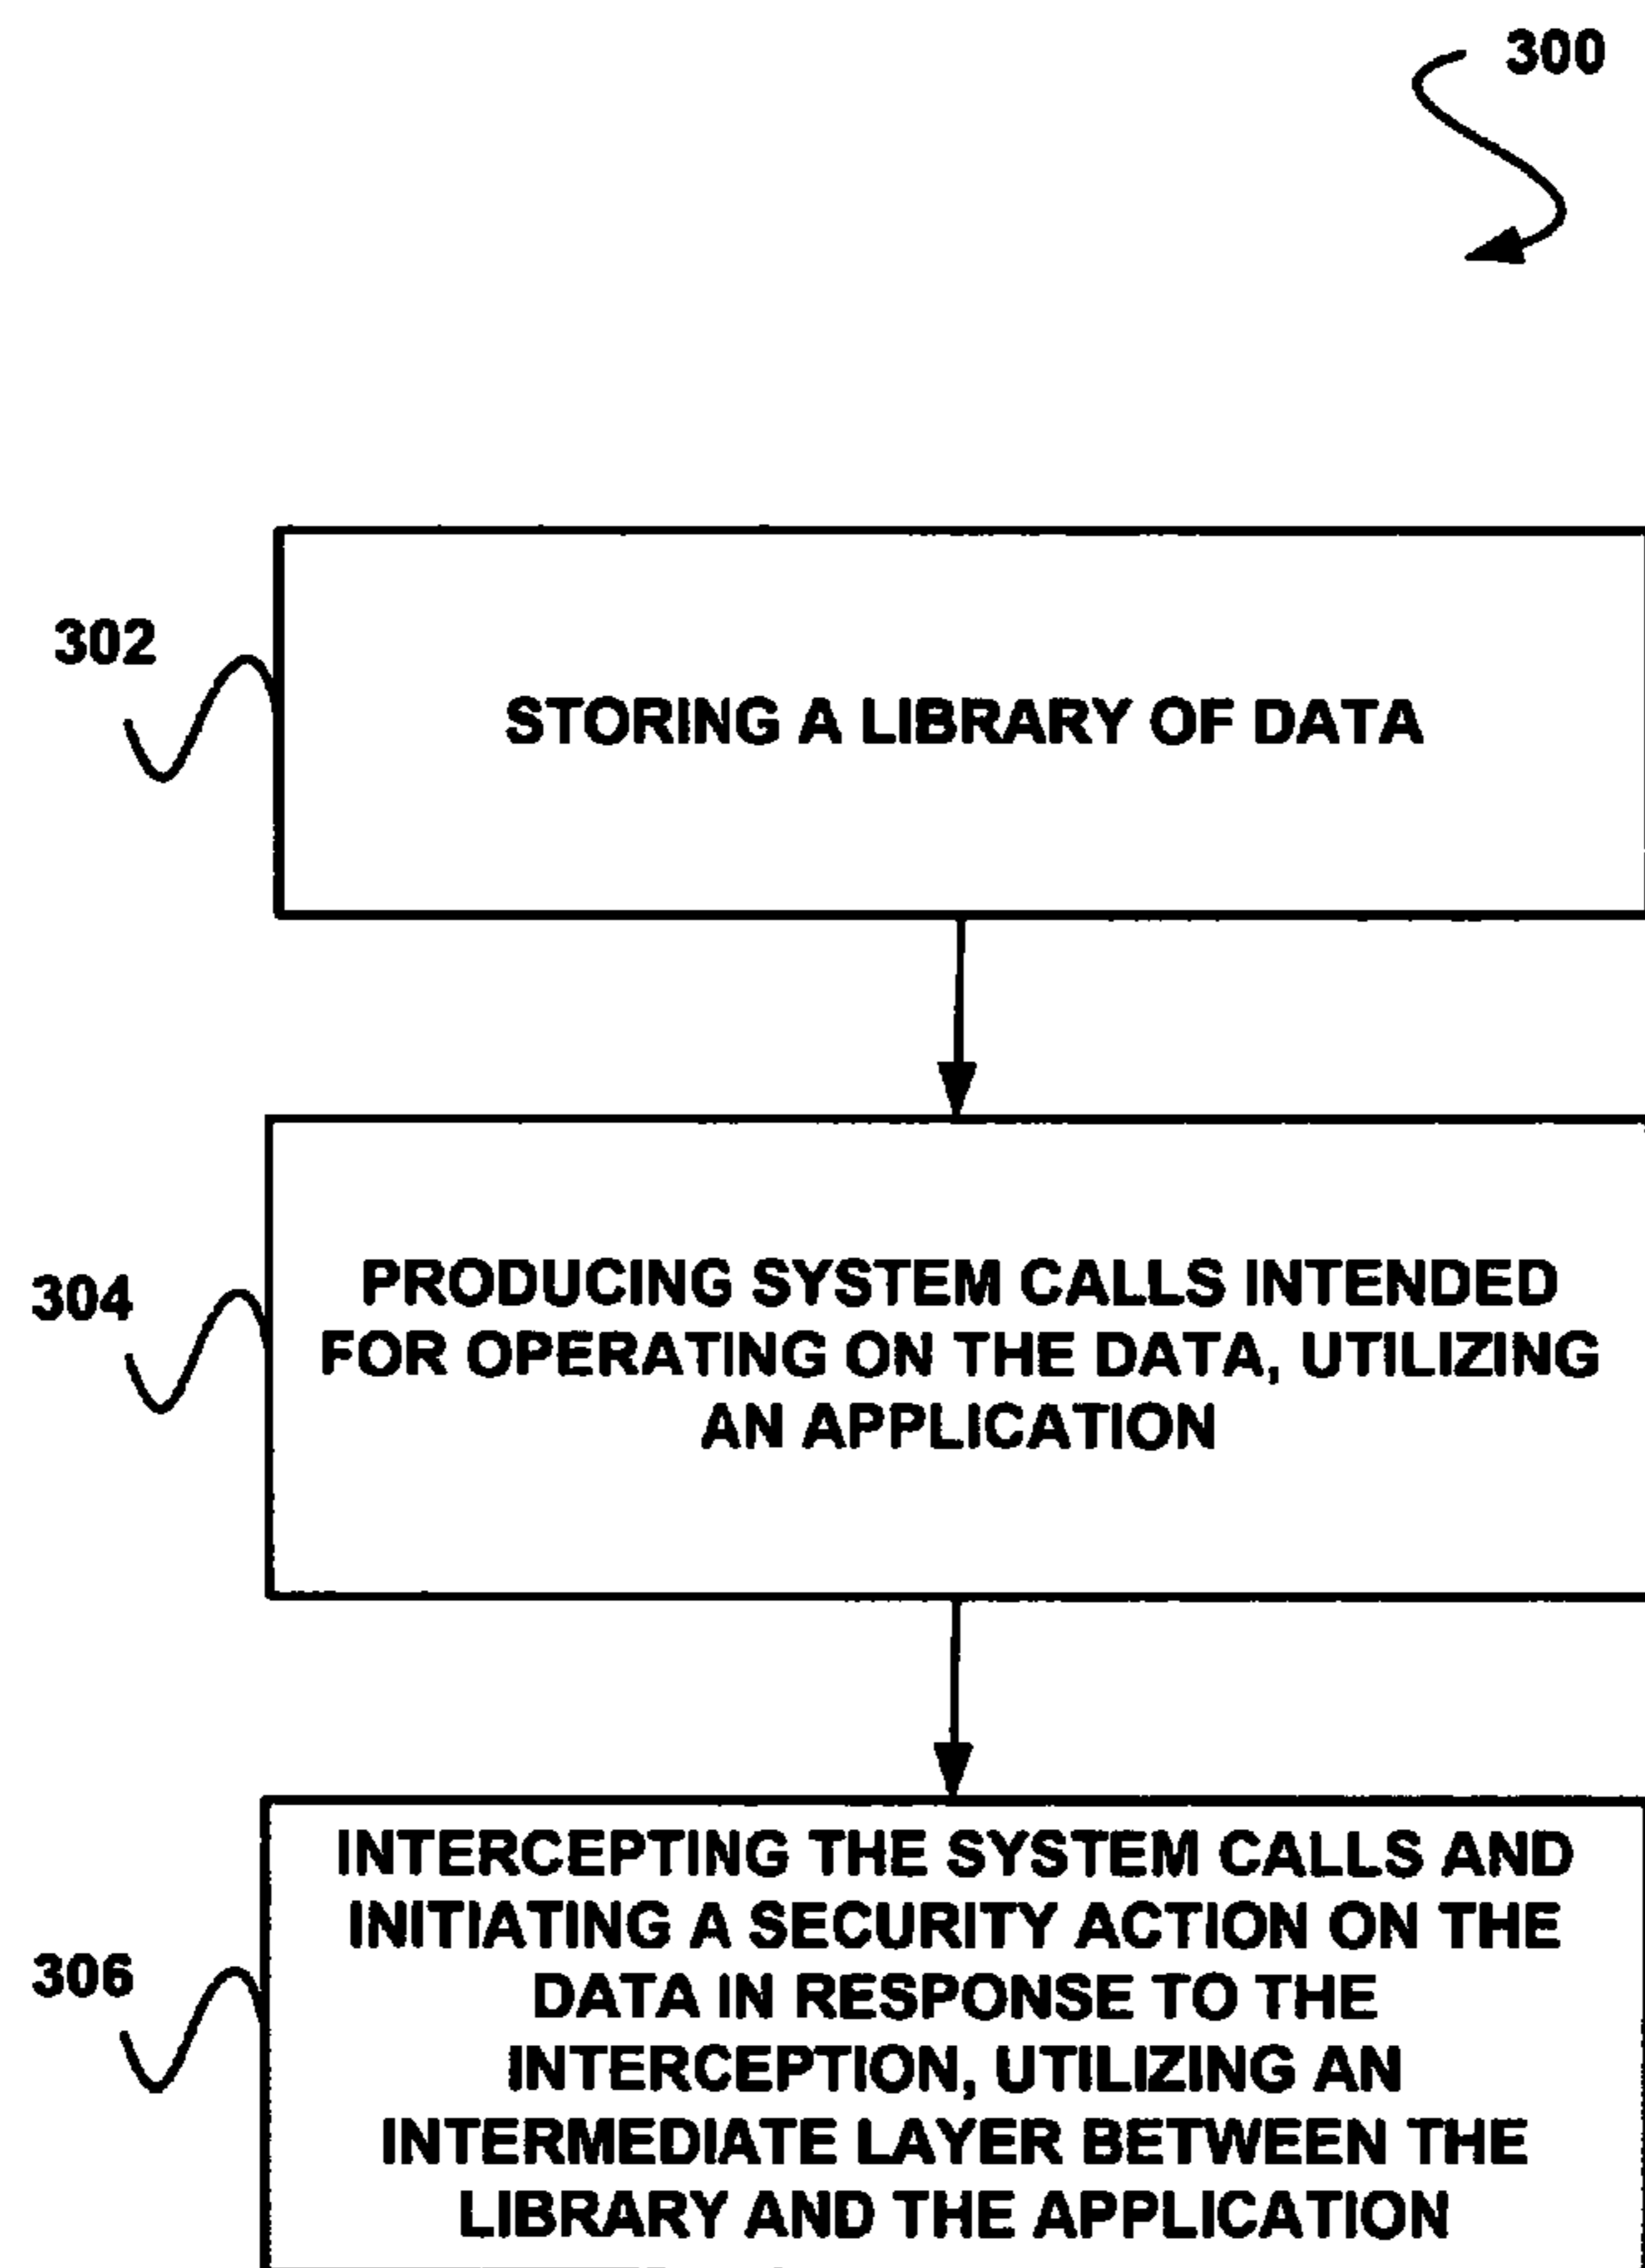 300
302
STORING A LIBRARY OF DATA
304
PRODUCING SYSTEM CALLS INTENDED
FOR OPERATING ON THE DATA, UTILIZING
AN APPLICATION
306
INTERCEPTING THE SYSTEM CALLS AND
INITIATING A SECURITY ACTION ON THE
DATA IN RESPONSE TO THE
INTERCEPTION, UTILIZING AN
INTERMEDIATE LAYER BETWEEN THE
LIBRARY AND THE APPLICATION